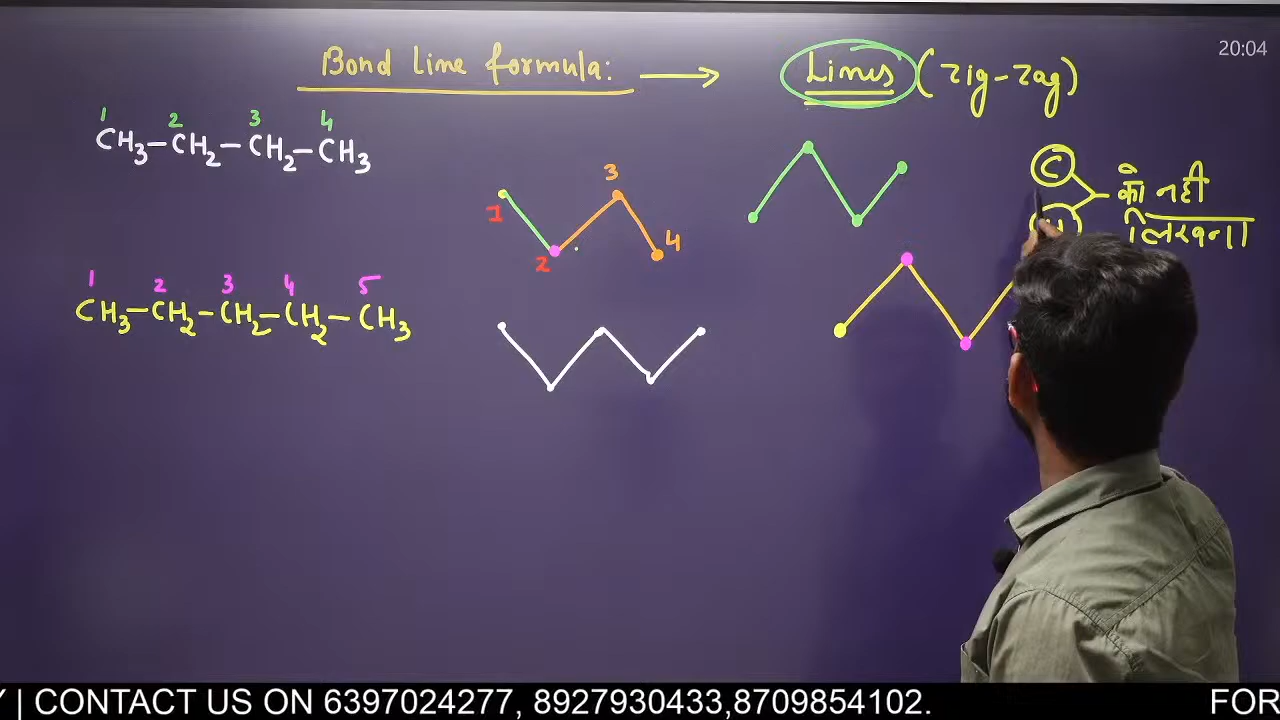 20:04
Bond line formula: → Lines (zig-zag)
1 2 3 4
CH3-CH2-CH2-CH3
C
को नहीं
लिखना
1 2 3 4
1 2 3 4 5
CH3-CH2-CH2-CH2-CH3
| CONTACT US ON 6397024277, 8927930433,8709854102. FOR